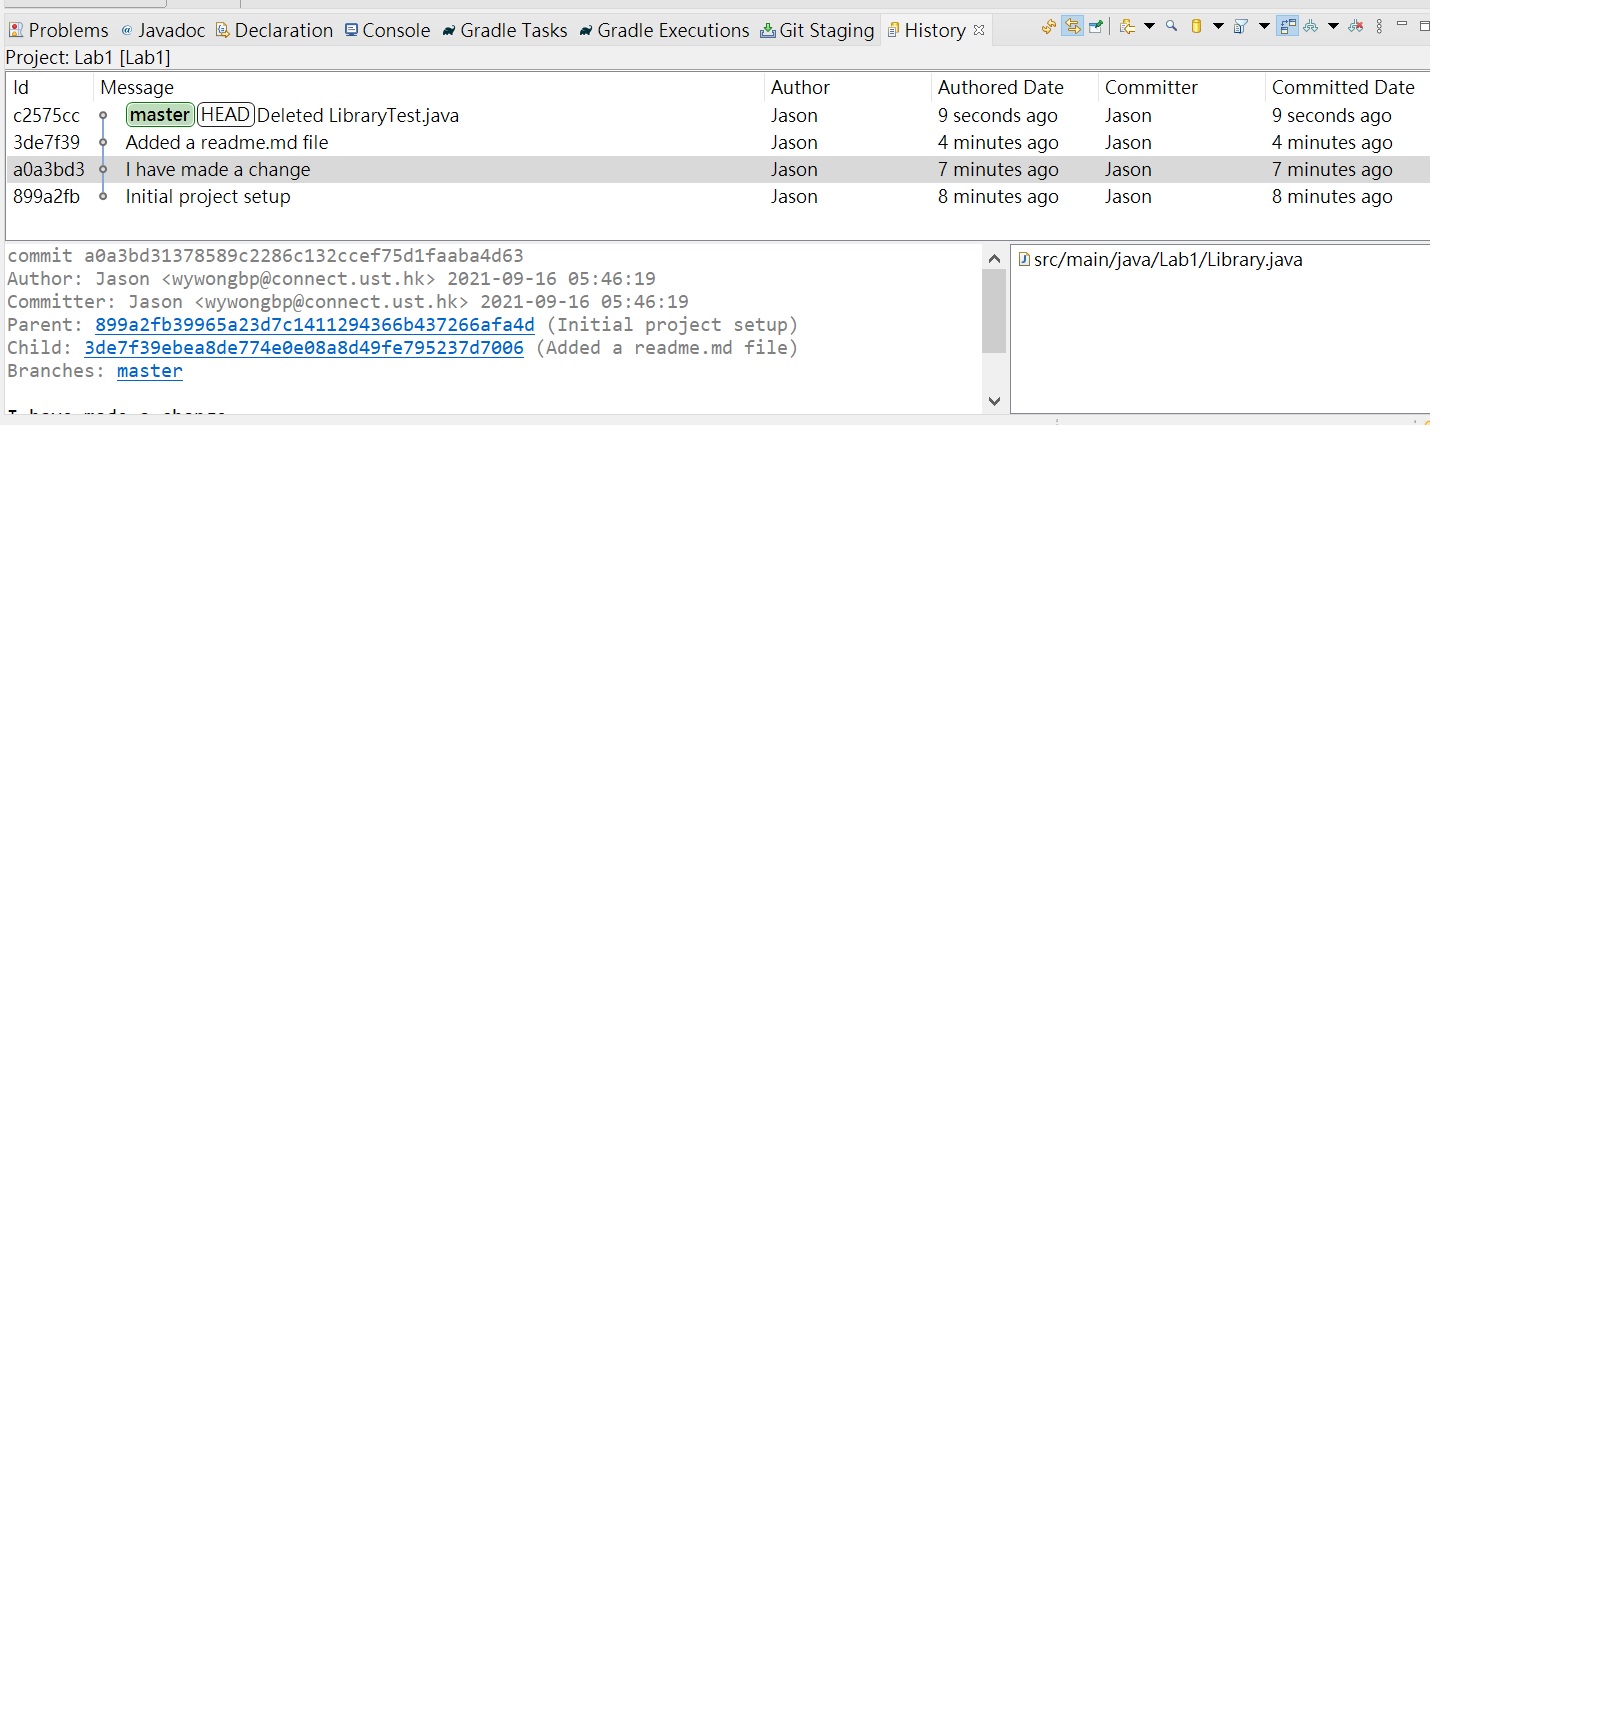 Problems Javadoc Declaration Console Gradle Tasks Gradle Executions Git Staging History
Project: Lab1 [Lab1]
Id Message Author Authored Date Committer Committed Date
c2575cc master HEAD Deleted LibraryTest.java Jason 9 seconds ago Jason 9 seconds ago
3de7f39 Added a readme.md file Jason 4 minutes ago Jason 4 minutes ago
a0a3bd3 I have made a change Jason 7 minutes ago Jason 7 minutes ago
899a2fb Initial project setup Jason 8 minutes ago Jason 8 minutes ago
commit a0a3bd31378589c2286c132ccef75d1faaba4d63
Author: Jason <wywongbp@connect.ust.hk> 2021-09-16 05:46:19
Committer: Jason <wywongbp@connect.ust.hk> 2021-09-16 05:46:19
Parent: 899a2fb39965a23d7c1411294366b437266afa4d (Initial project setup)
Child: 3de7f39ebea8de774e0e08a8d49fe795237d7006 (Added a readme.md file)
Branches: master
I have made a change
src/main/java/Lab1/Library.java